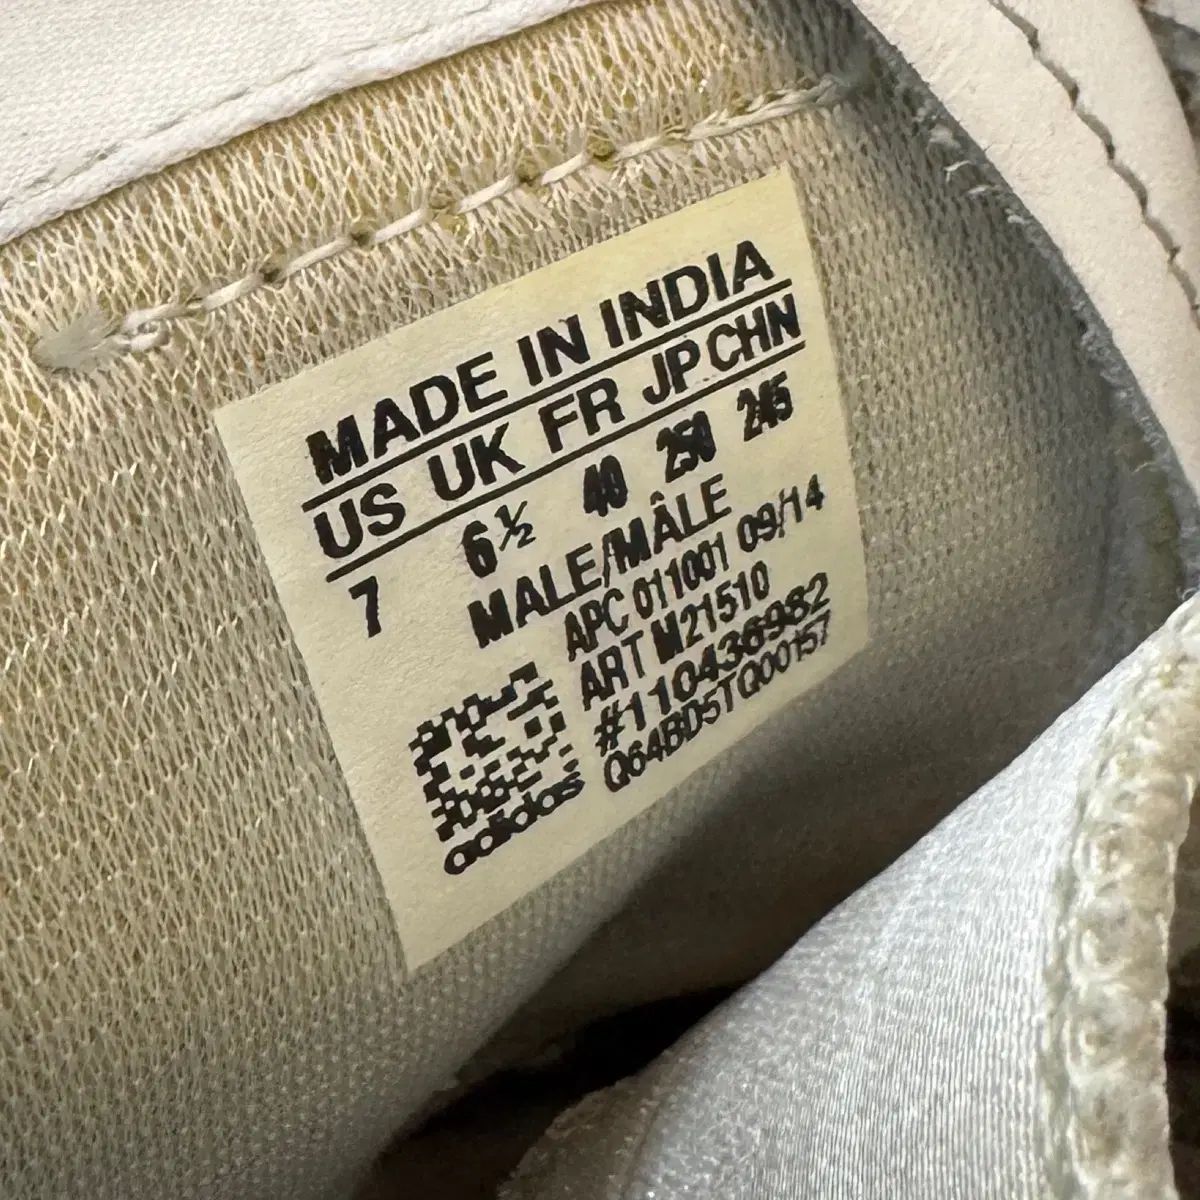 MADE IN INDIA
US UK FR JP CHN
7 6½ 40 250 245
MALE/MÂLE
APC 011001 09/14
ART M21510
#110436982
Q64BD5TQ00157
adidas